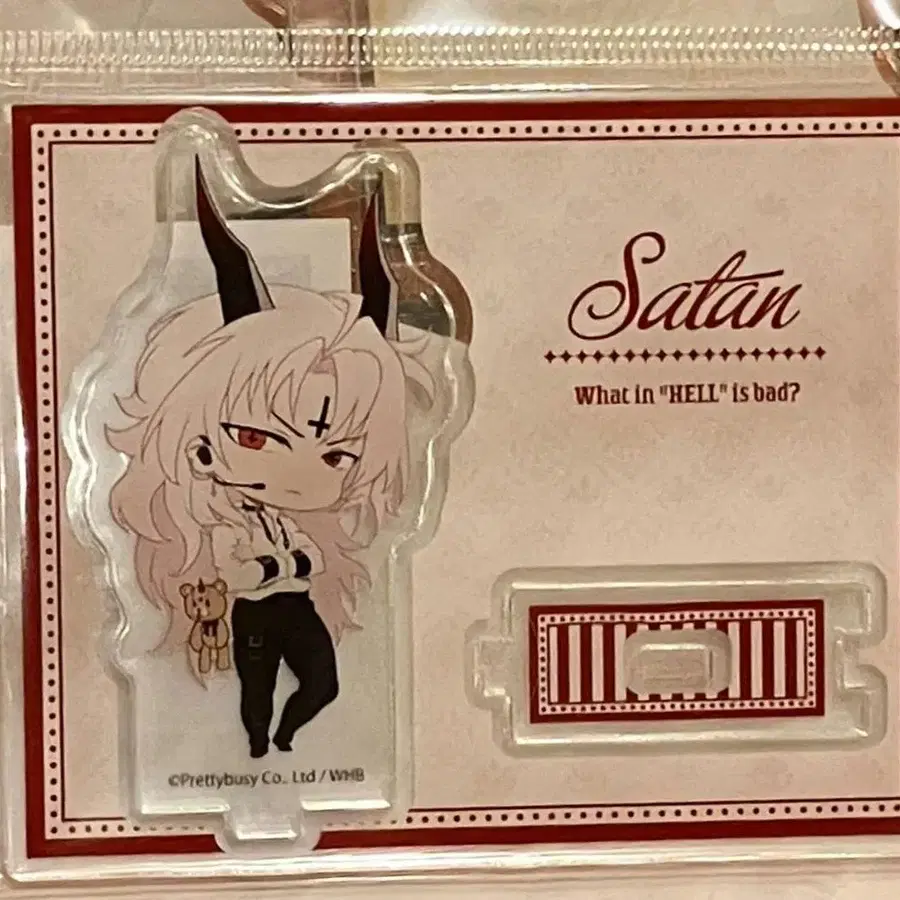 Satan
What in "HELL" is bad?
©Prettybusy Co., Ltd / WHB